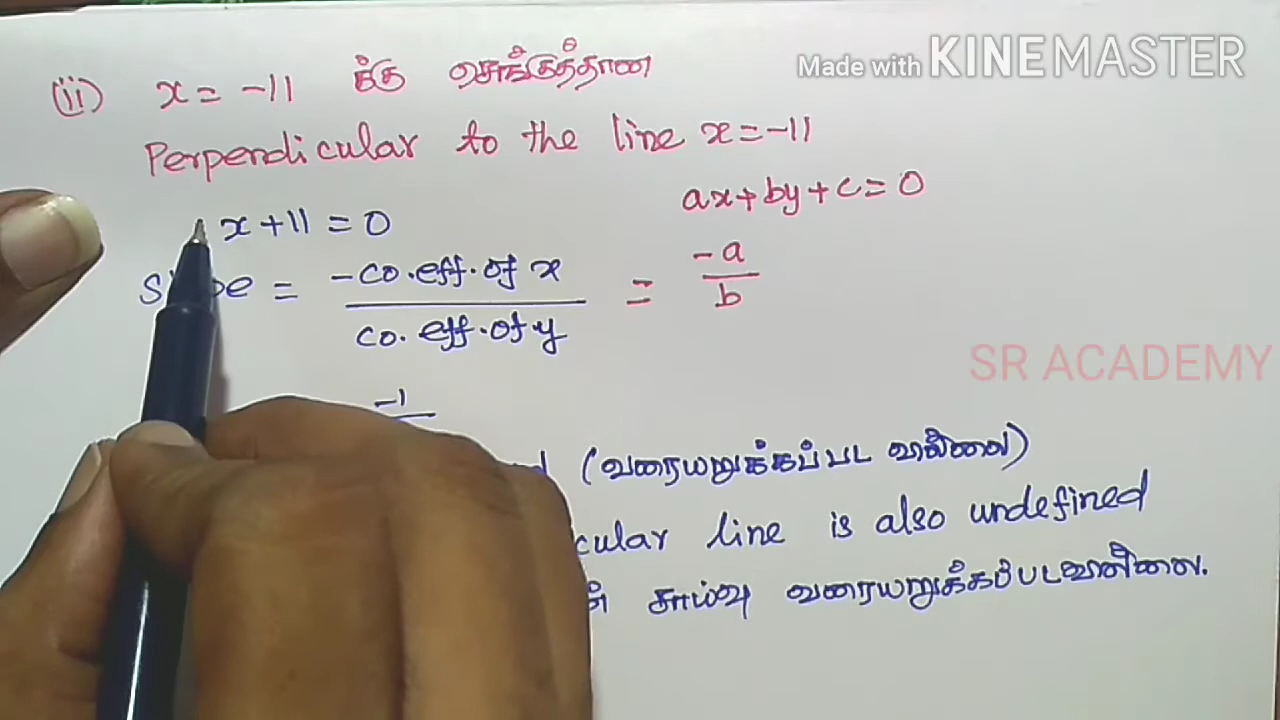 Made with KINEMASTER
(ii) x = -11 க்கு செங்குத்தான
Perpendicular to the line x = -11
ax + by + c = 0
x + 11 = 0
= -co.eff.of x / co.eff.of y = -a / b
SR ACADEMY
-1
(வரையறுக்கப்பட வில்லை)
line is also undefined
சாய்வு வரையறுக்கப்படவில்லை.